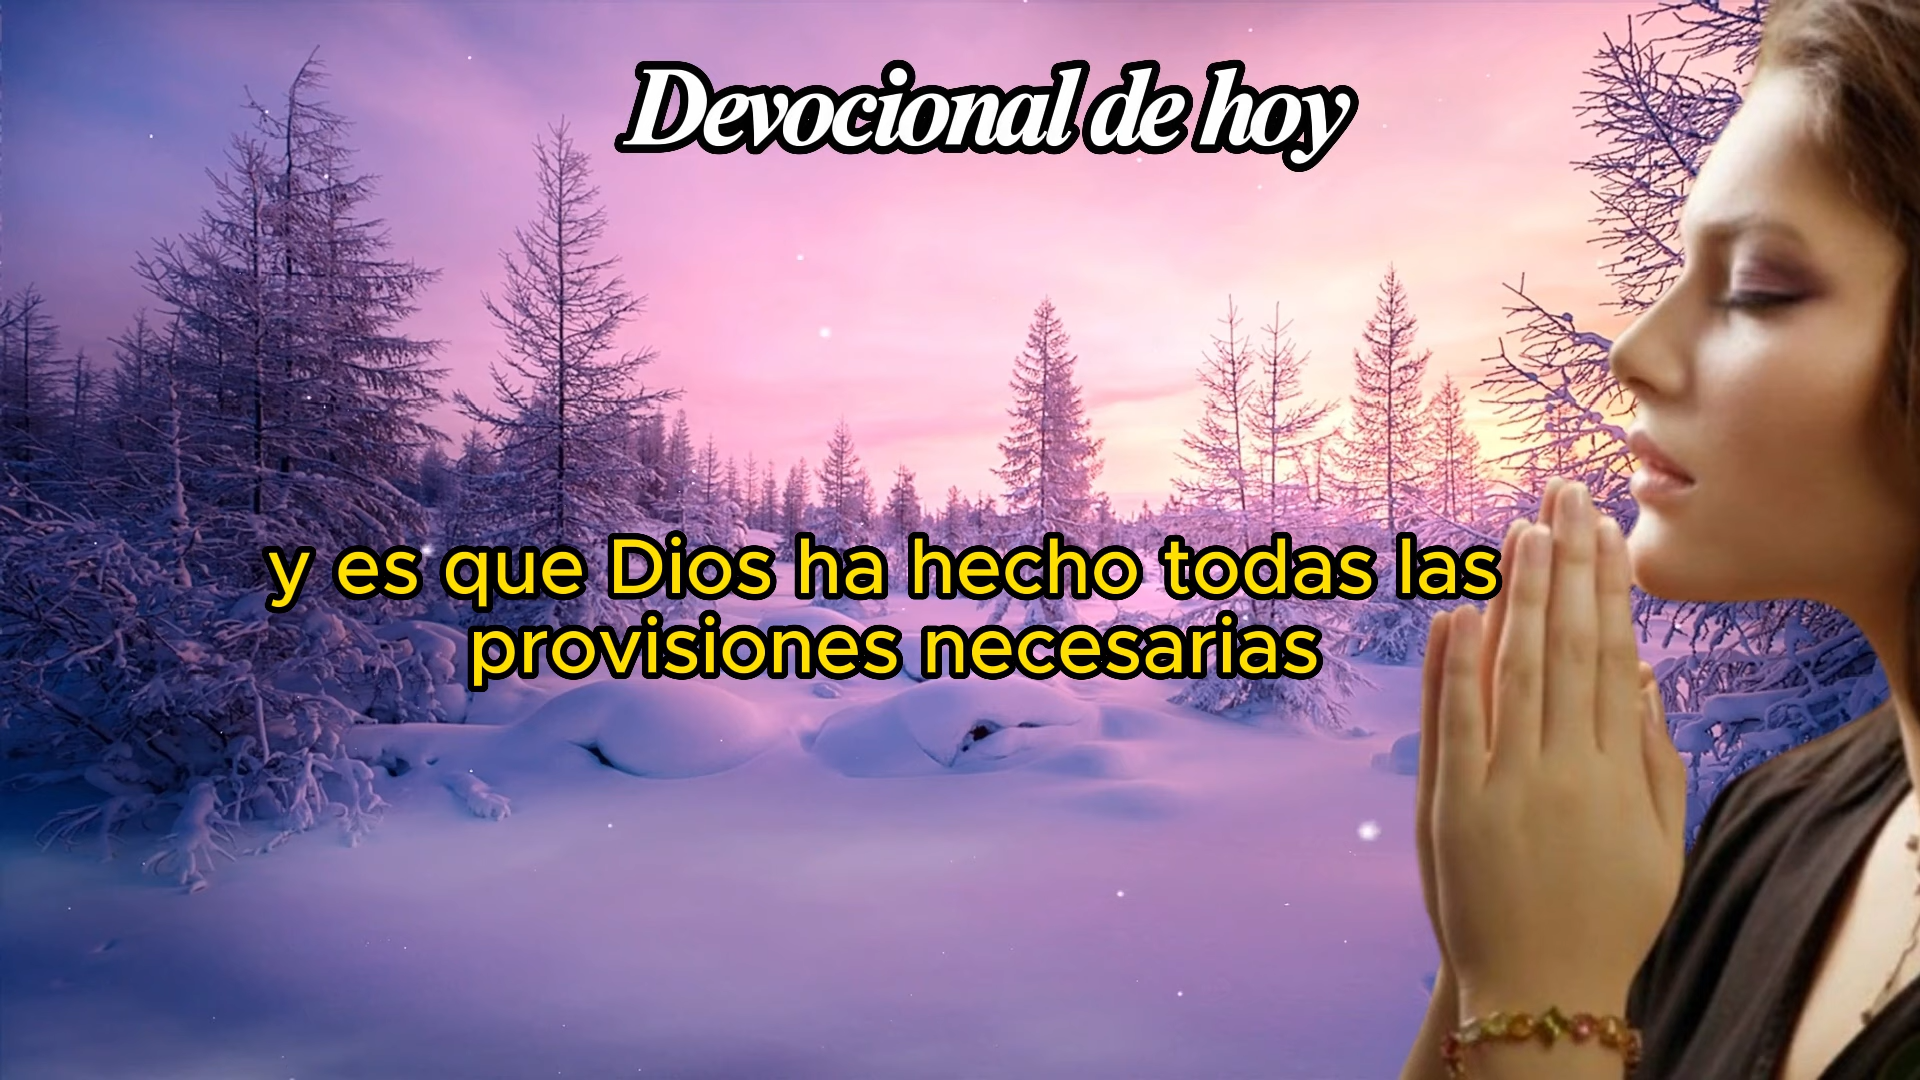 Devocional de hoy
y es que Dios ha hecho todas las
provisiones necesarias